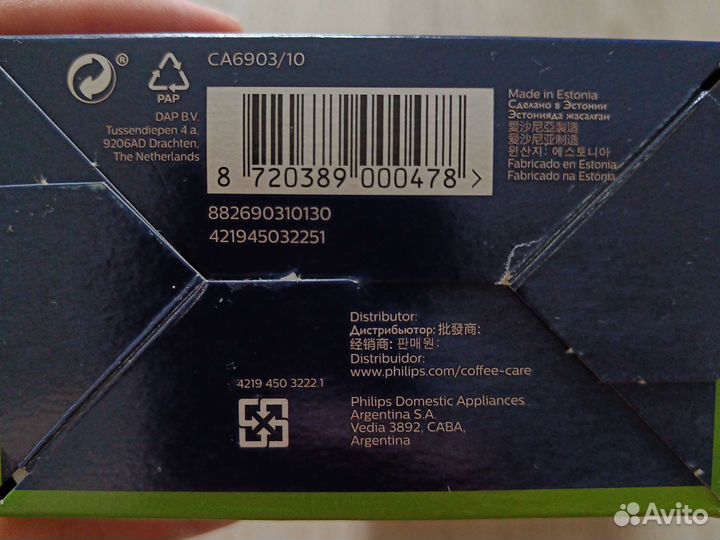 CA6903/10
PAP
DAP B.V.
Tussendiepen 4 a,
9206AD Drachten,
The Netherlands
8 720389 000478 >
882690310130
421945032251
Made in Estonia
Сделано в Эстонии
Эстонияда жасалған
愛沙尼亞製造
爱沙尼亚制造
원산지: 에스토니아
Fabricado en Estonia
Fabricado na Estónia
Distributor:
Дистрибьютор: 批發商:
经销商: 판매원:
Distribuidor:
www.philips.com/coffee-care
4219 450 3222.1
Philips Domestic Appliances
Argentina S.A.
Vedia 3892, CABA,
Argentina
Avito